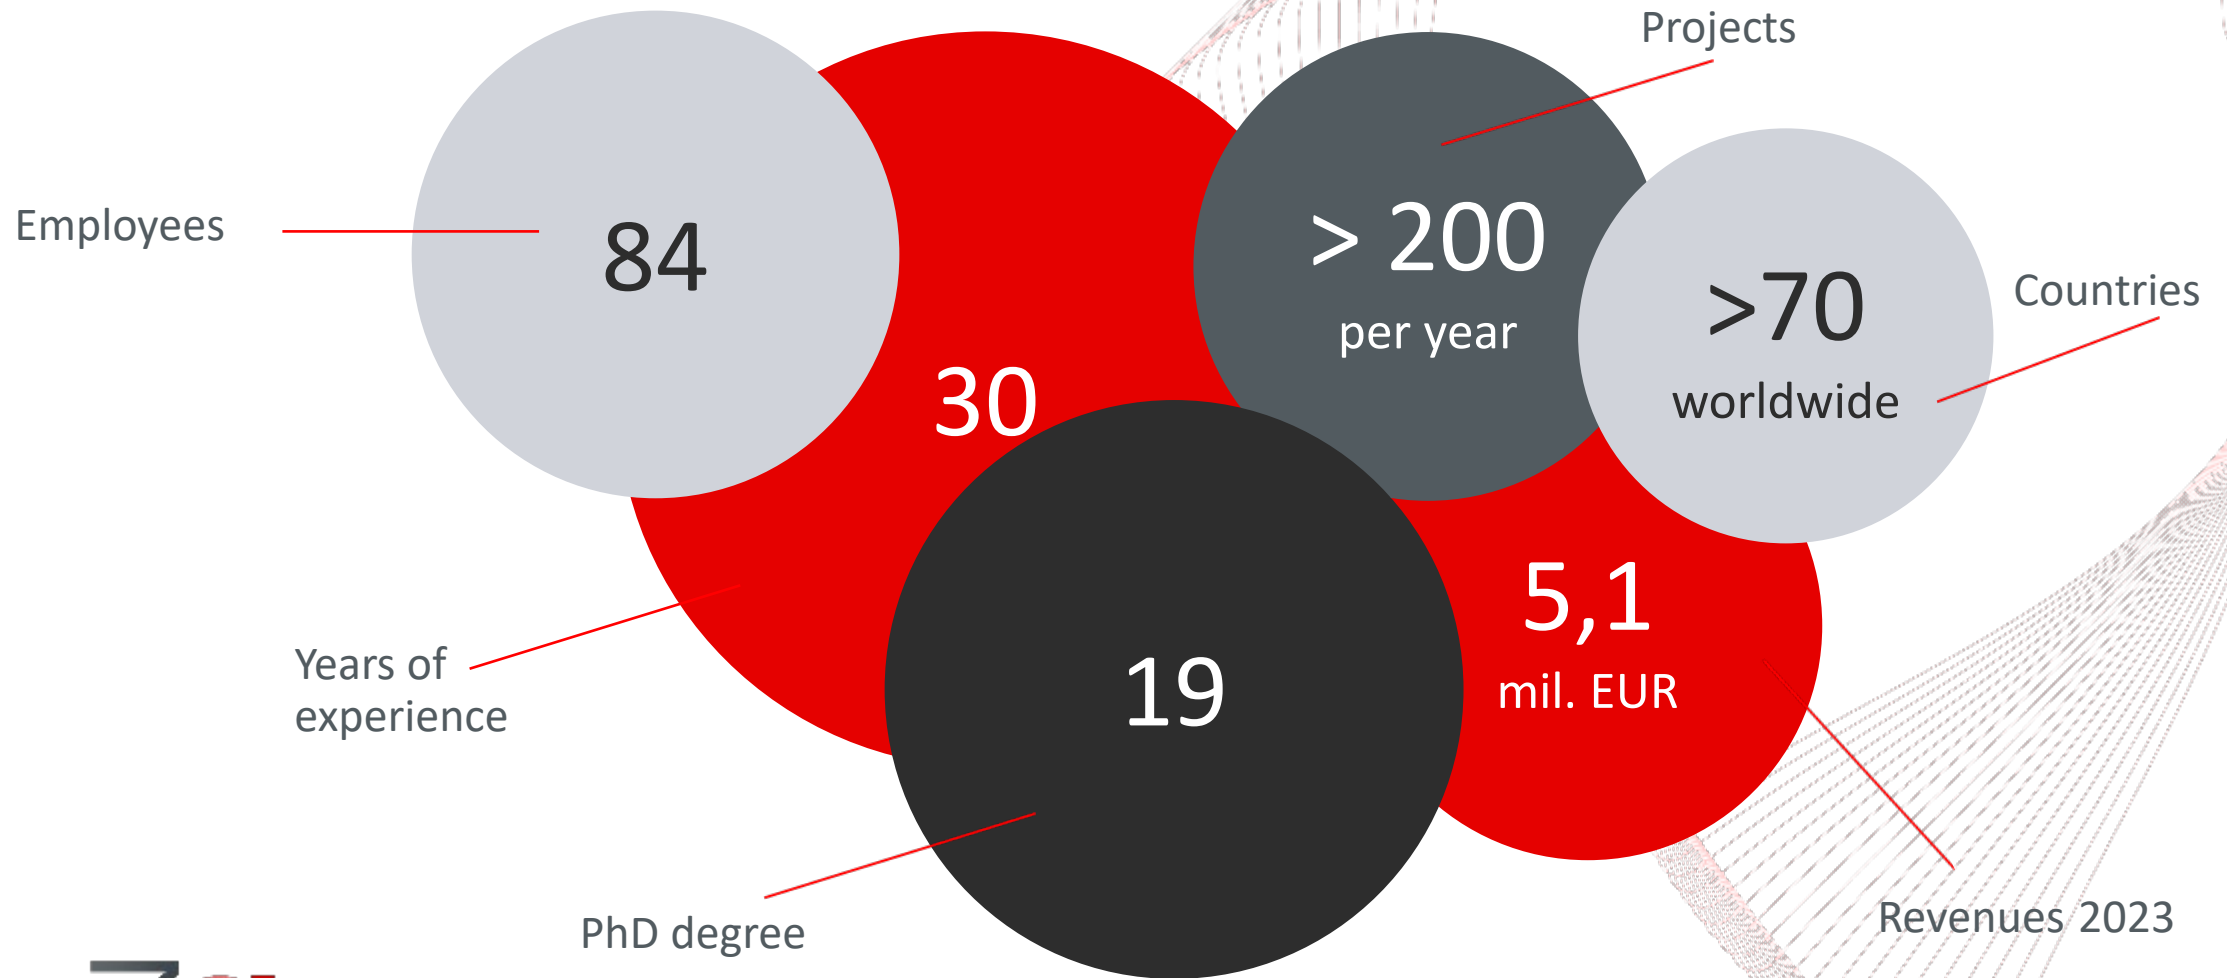 Projects
Employees
84
> 200
per year
>70
worldwide
Countries
30
Years of
experience
19
5,1
mil. EUR
PhD degree
Revenues 2023